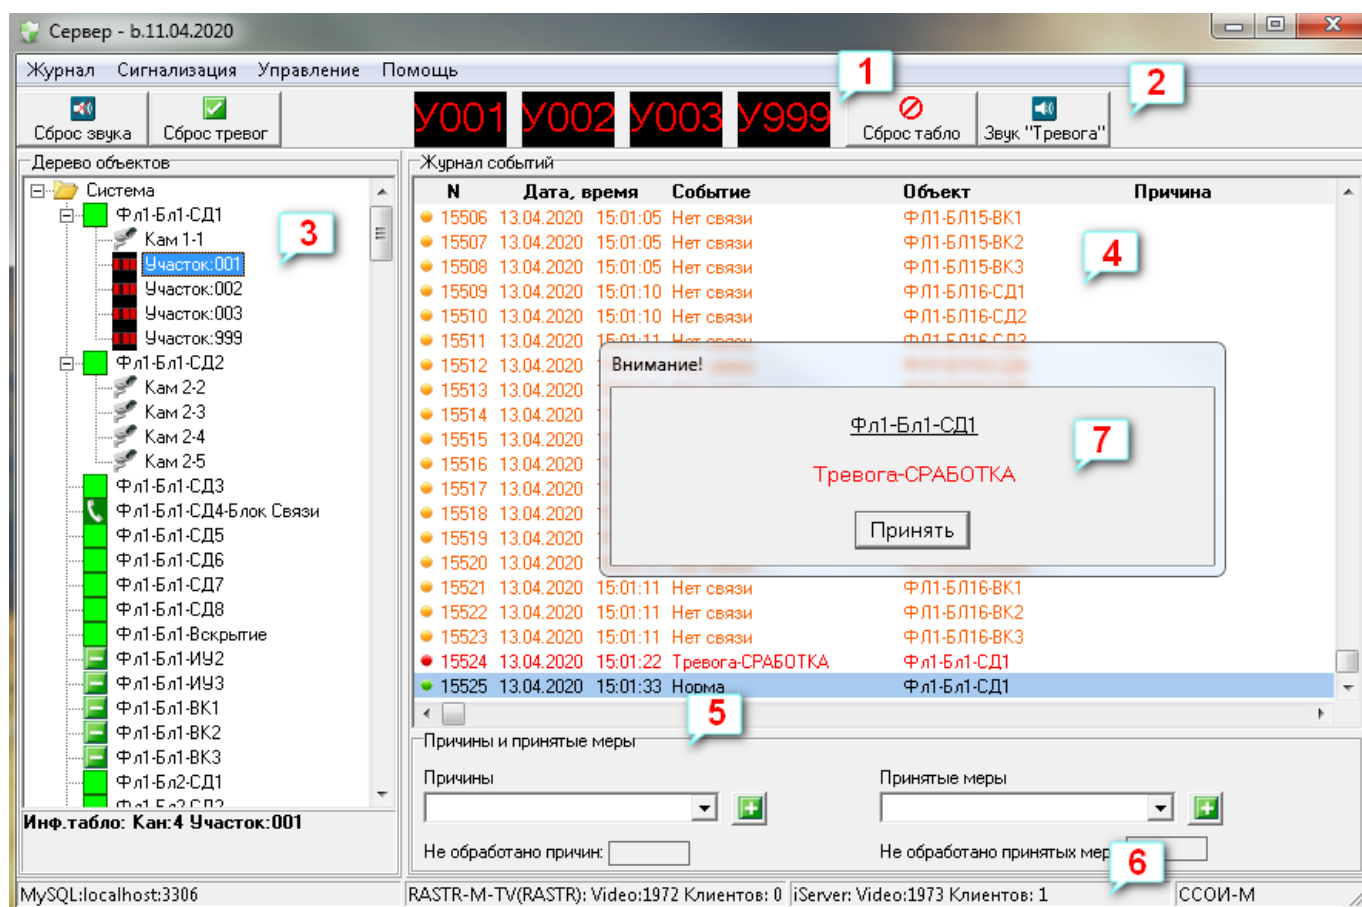 Сервер - b.11.04.2020
Журнал Сигнализация Управление Помощь
1
2
Сброс звука Сброс тревог У001 У002 У003 У999 Сброс табло Звук "Тревога"
Дерево объектов
Система
Фл1-Бл1-СД1
Кам 1-1
3
Участок:001
Участок:002
Участок:003
Участок:999
Фл1-Бл1-СД2
Кам 2-2
Кам 2-3
Кам 2-4
Кам 2-5
Фл1-Бл1-СД3
Фл1-Бл1-СД4-Блок Связи
Фл1-Бл1-СД5
Фл1-Бл1-СД6
Фл1-Бл1-СД7
Фл1-Бл1-СД8
Фл1-Бл1-Вскрытие
Фл1-Бл1-ИУ2
Фл1-Бл1-ИУ3
Фл1-Бл1-ВК1
Фл1-Бл1-ВК2
Фл1-Бл1-ВК3
Фл1-Бл2-СД1
Фл1-Бл2-СД2
Инф.табло: Кан:4 Участок:001
Журнал событий
N Дата, время Событие Объект Причина
15506 13.04.2020 15:01:05 Нет связи ФЛ1-БЛ15-ВК1
15507 13.04.2020 15:01:05 Нет связи ФЛ1-БЛ15-ВК2
4
15508 13.04.2020 15:01:05 Нет связи ФЛ1-БЛ15-ВК3
15509 13.04.2020 15:01:10 Нет связи ФЛ1-БЛ16-СД1
15510 13.04.2020 15:01:10 Нет связи ФЛ1-БЛ16-СД2
15511 13.04.2020 15:01:11 Нет связи ФЛ1-БЛ16-СД3
15512 13.04.2020
15513 13.04.2020
15514 13.04.2020
15515 13.04.2020
15516 13.04.2020
15517 13.04.2020
15518 13.04.2020
15519 13.04.2020
15520 13.04.2020
15521 13.04.2020 15:01:11 Нет связи ФЛ1-БЛ16-ВК1
15522 13.04.2020 15:01:11 Нет связи ФЛ1-БЛ16-ВК2
15523 13.04.2020 15:01:11 Нет связи ФЛ1-БЛ16-ВК3
15524 13.04.2020 15:01:22 Тревога-СРАБОТКА Фл1-Бл1-СД1
15525 13.04.2020 15:01:33 Норма Фл1-Бл1-СД1
Внимание!
Фл1-Бл1-СД1
7
Тревога-СРАБОТКА
Принять
5
Причины и принятые меры
Причины Принятые меры
Не обработано причин: Не обработано принятых мер
6
MySQL:localhost:3306 RASTR-M-TV(RASTR): Video:1972 Клиентов: 0 iServer: Video:1973 Клиентов: 1 ССОИ-М